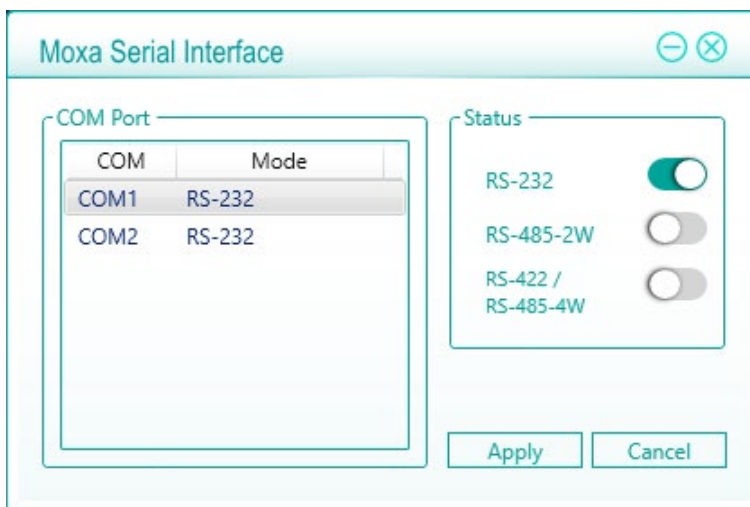 Moxa Serial Interface
COM Port
COM Mode
COM1 RS-232
COM2 RS-232
Status
RS-232
RS-485-2W
RS-422 /
RS-485-4W
Apply Cancel